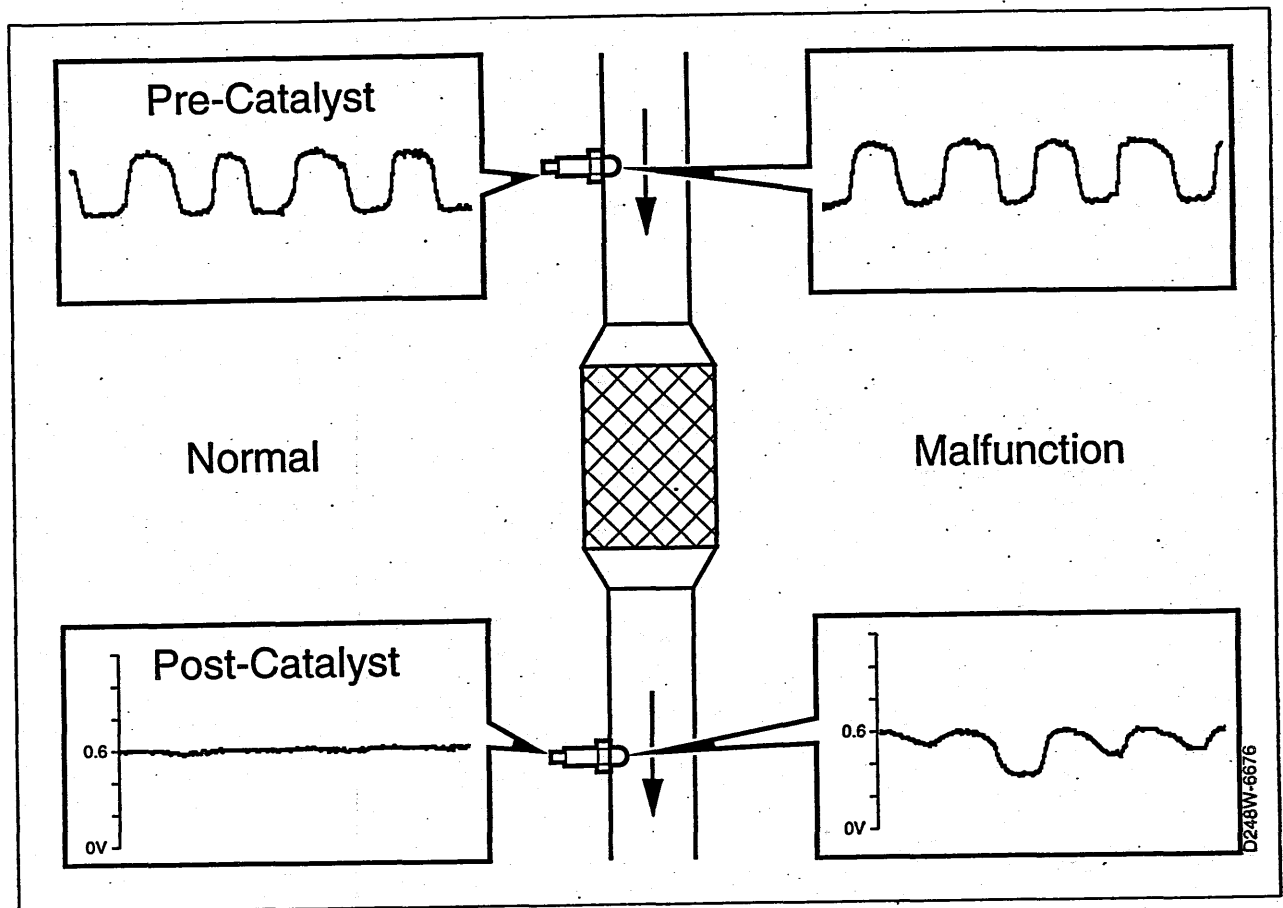 Pre-Catalyst
Normal
Malfunction
Post-Catalyst
0.6
0V
0.6
0V
D248W-6676